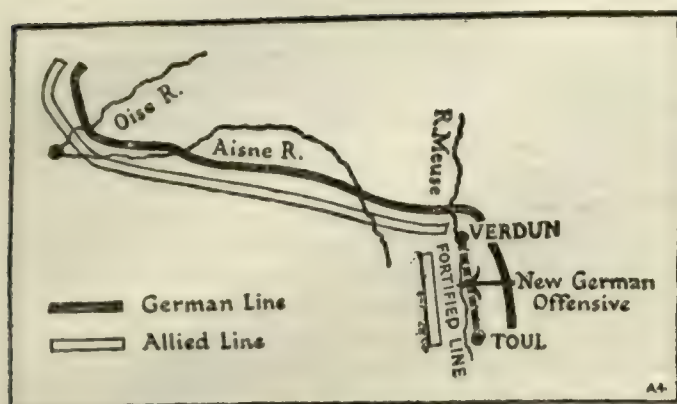 Oise R.
Aisne R.
R. Meuse
VERDUN
FORTIFIED LINE
New German
Offensive
TOUL
German Line
Allied Line
A4